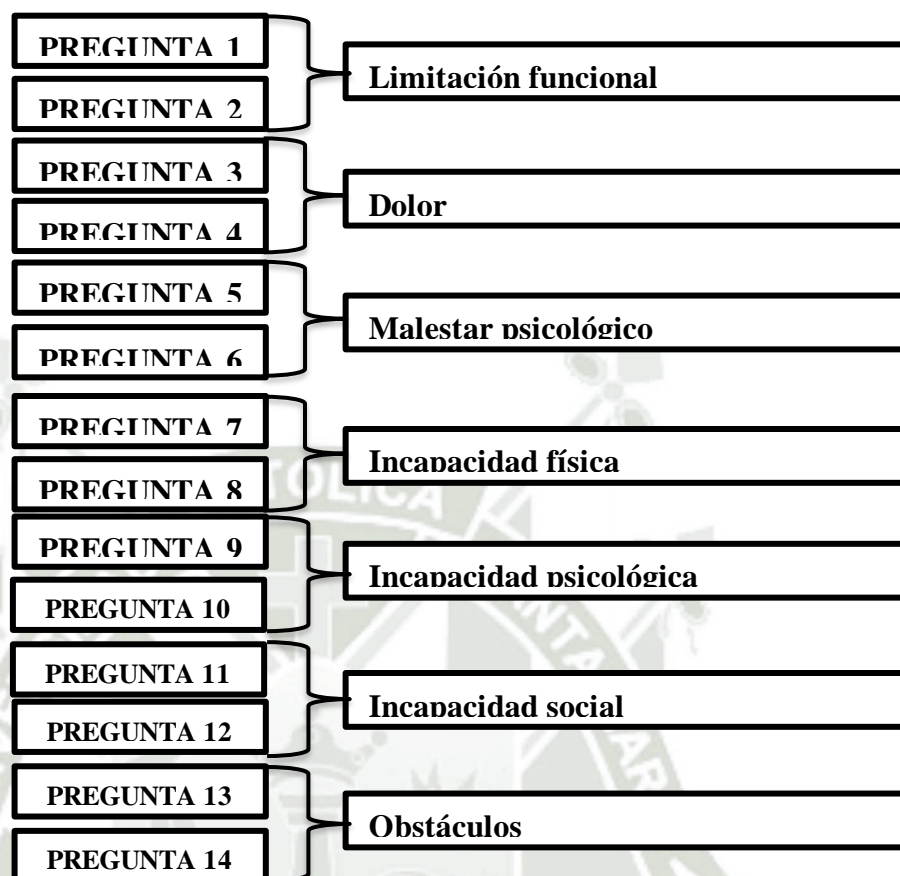 PREGUNTA 1
PREGUNTA 2
Limitación funcional
PREGUNTA 3
PREGUNTA 4
Dolor
PREGUNTA 5
PREGUNTA 6
Malestar psicológico
PREGUNTA 7
PREGUNTA 8
Incapacidad física
PREGUNTA 9
PREGUNTA 10
Incapacidad psicológica
PREGUNTA 11
PREGUNTA 12
Incapacidad social
PREGUNTA 13
PREGUNTA 14
Obstáculos